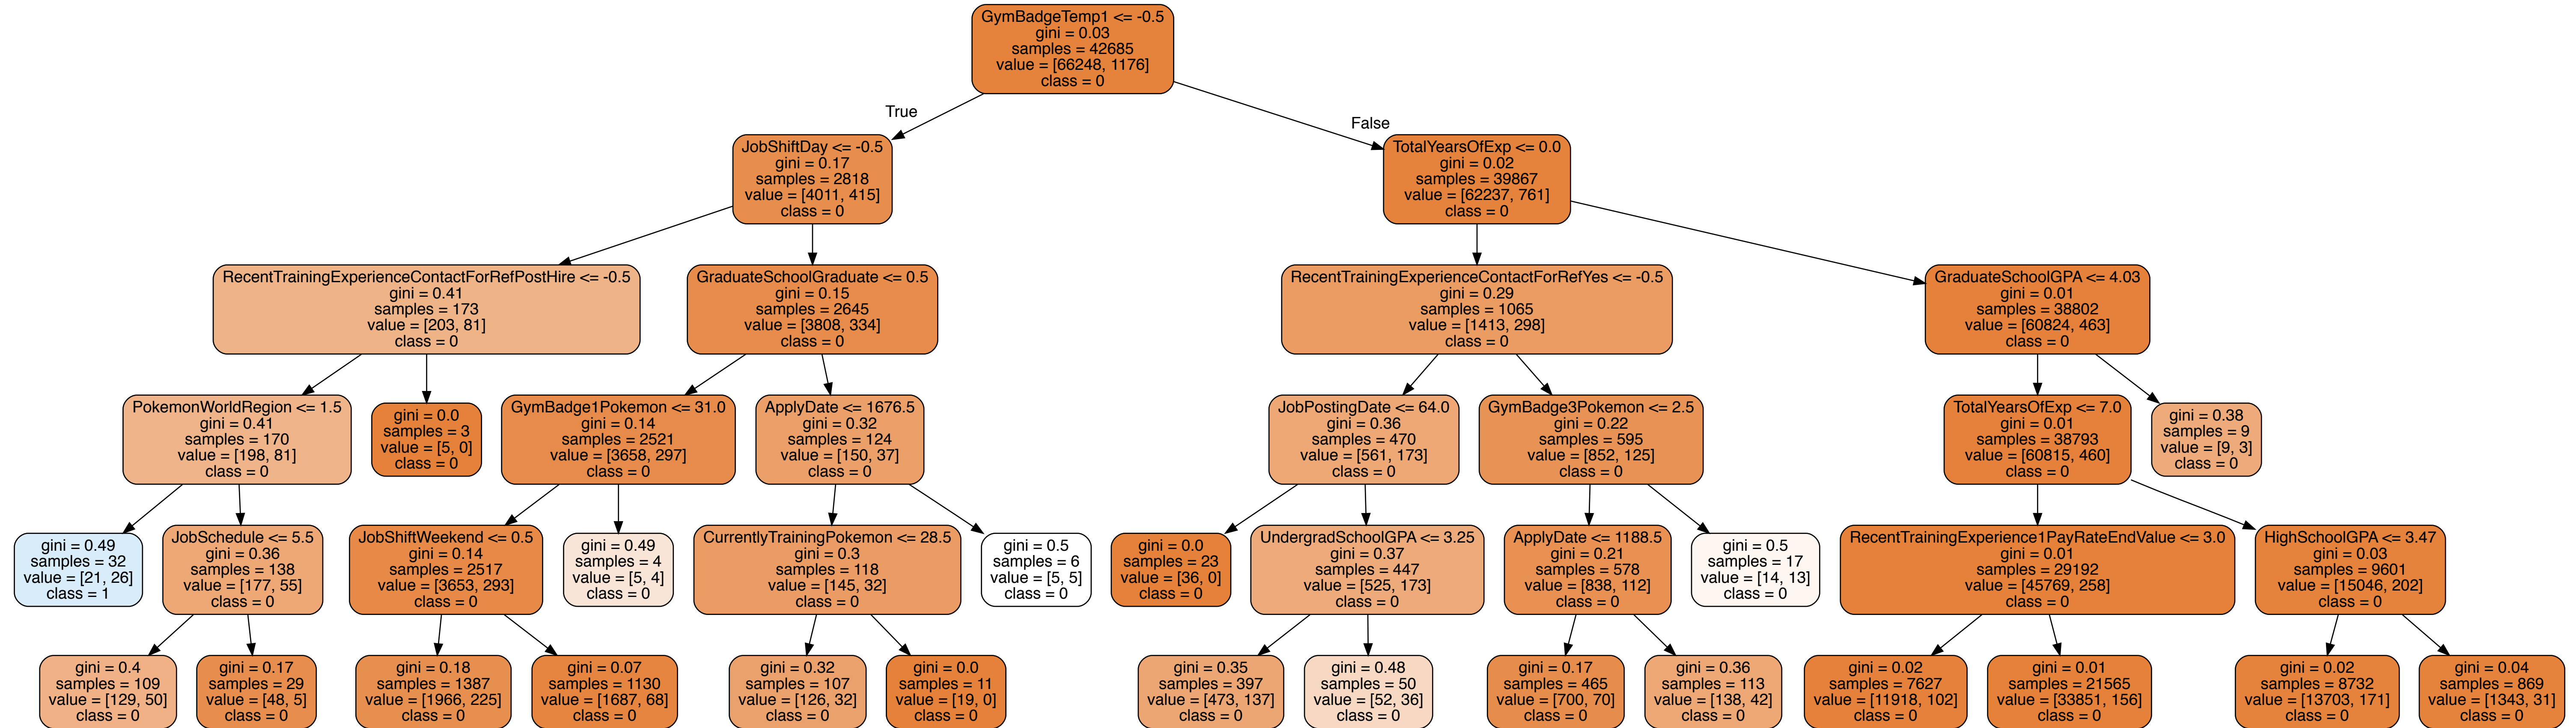 GymBadgeTemp1 <= -0.5
gini = 0.03
samples = 42685
value = [66248, 1176]
class = 0
True
False
JobShiftDay <= -0.5
gini = 0.17
samples = 2818
value = [4011, 415]
class = 0
TotalYearsOfExp <= 0.0
gini = 0.02
samples = 39867
value = [62237, 761]
class = 0
RecentTrainingExperienceContactForRefPostHire <= -0.5
gini = 0.41
samples = 173
value = [203, 81]
class = 0
GraduateSchoolGraduate <= 0.5
gini = 0.15
samples = 2645
value = [3808, 334]
class = 0
RecentTrainingExperienceContactForRefYes <= -0.5
gini = 0.29
samples = 1065
value = [1413, 298]
class = 0
GraduateSchoolGPA <= 4.03
gini = 0.01
samples = 38802
value = [60824, 463]
class = 0
PokemonWorldRegion <= 1.5
gini = 0.41
samples = 170
value = [198, 81]
class = 0
gini = 0.0
samples = 3
value = [5, 0]
class = 0
GymBadge1Pokemon <= 31.0
gini = 0.14
samples = 2521
value = [3658, 297]
class = 0
ApplyDate <= 1676.5
gini = 0.32
samples = 124
value = [150, 37]
class = 0
JobPostingDate <= 64.0
gini = 0.36
samples = 470
value = [561, 173]
class = 0
GymBadge3Pokemon <= 2.5
gini = 0.22
samples = 595
value = [852, 125]
class = 0
TotalYearsOfExp <= 7.0
gini = 0.01
samples = 38793
value = [60815, 460]
class = 0
gini = 0.38
samples = 9
value = [9, 3]
class = 0
gini = 0.49
samples = 32
value = [21, 26]
class = 1
JobSchedule <= 5.5
gini = 0.36
samples = 138
value = [177, 55]
class = 0
JobShiftWeekend <= 0.5
gini = 0.14
samples = 2517
value = [3653, 293]
class = 0
gini = 0.49
samples = 4
value = [5, 4]
class = 0
CurrentlyTrainingPokemon <= 28.5
gini = 0.3
samples = 118
value = [145, 32]
class = 0
gini = 0.5
samples = 6
value = [5, 5]
class = 0
gini = 0.0
samples = 23
value = [36, 0]
class = 0
UndergradSchoolGPA <= 3.25
gini = 0.37
samples = 447
value = [525, 173]
class = 0
ApplyDate <= 1188.5
gini = 0.21
samples = 578
value = [838, 112]
class = 0
gini = 0.5
samples = 17
value = [14, 13]
class = 0
RecentTrainingExperience1PayRateEndValue <= 3.0
gini = 0.01
samples = 29192
value = [45769, 258]
class = 0
HighSchoolGPA <= 3.47
gini = 0.03
samples = 9601
value = [15046, 202]
class = 0
gini = 0.4
samples = 109
value = [129, 50]
class = 0
gini = 0.17
samples = 29
value = [48, 5]
class = 0
gini = 0.18
samples = 1387
value = [1966, 225]
class = 0
gini = 0.07
samples = 1130
value = [1687, 68]
class = 0
gini = 0.32
samples = 107
value = [126, 32]
class = 0
gini = 0.0
samples = 11
value = [19, 0]
class = 0
gini = 0.35
samples = 397
value = [473, 137]
class = 0
gini = 0.48
samples = 50
value = [52, 36]
class = 0
gini = 0.17
samples = 465
value = [700, 70]
class = 0
gini = 0.36
samples = 113
value = [138, 42]
class = 0
gini = 0.02
samples = 7627
value = [11918, 102]
class = 0
gini = 0.01
samples = 21565
value = [33851, 156]
class = 0
gini = 0.02
samples = 8732
value = [13703, 171]
class = 0
gini = 0.04
samples = 869
value = [1343, 31]
class = 0